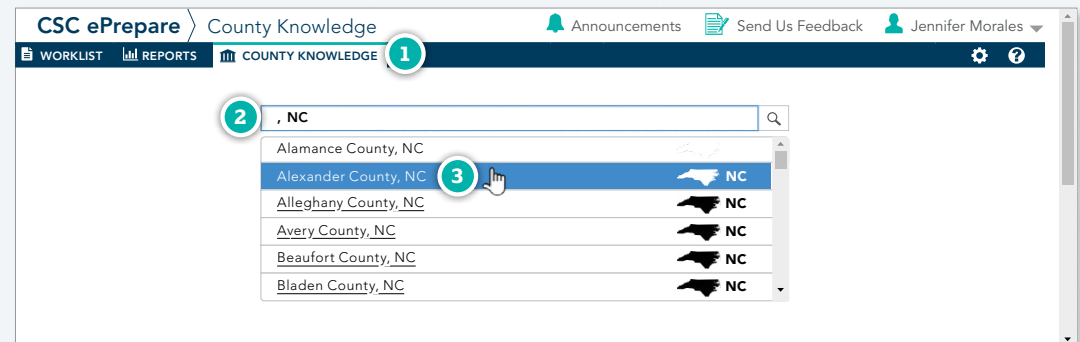 CSC ePrepare County Knowledge Announcements Send Us Feedback Jennifer Morales
WORKLIST REPORTS COUNTY KNOWLEDGE 1
2 , NC
Alamance County, NC
Alexander County, NC 3 NC
Alleghany County, NC NC
Avery County, NC NC
Beaufort County, NC NC
Bladen County, NC NC